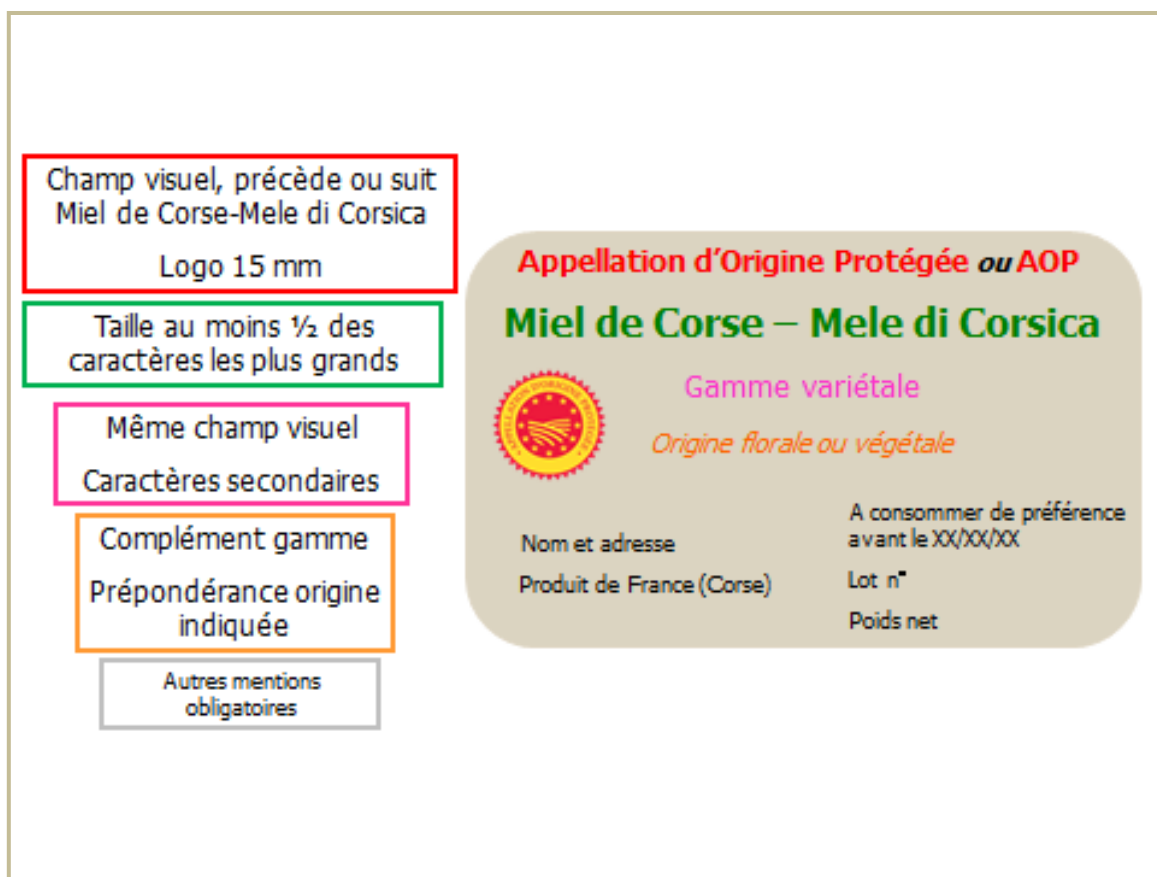 Champ visuel, précède ou suit
Miel de Corse-Mele di Corsica
Logo 15 mm
Taille au moins ½ des
caractères les plus grands
Même champ visuel
Caractères secondaires
Complément gamme
Prépondérance origine
indiquée
Autres mentions
obligatoires
Appellation d'Origine Protégée ou AOP
Miel de Corse – Mele di Corsica
Gamme variétale
APPELLATION D'ORIGINE PROTÉGÉE
Origine florale ou végétale
Nom et adresse
Produit de France (Corse)
A consommer de préférence
avant le XX/XX/XX
Lot n°
Poids net